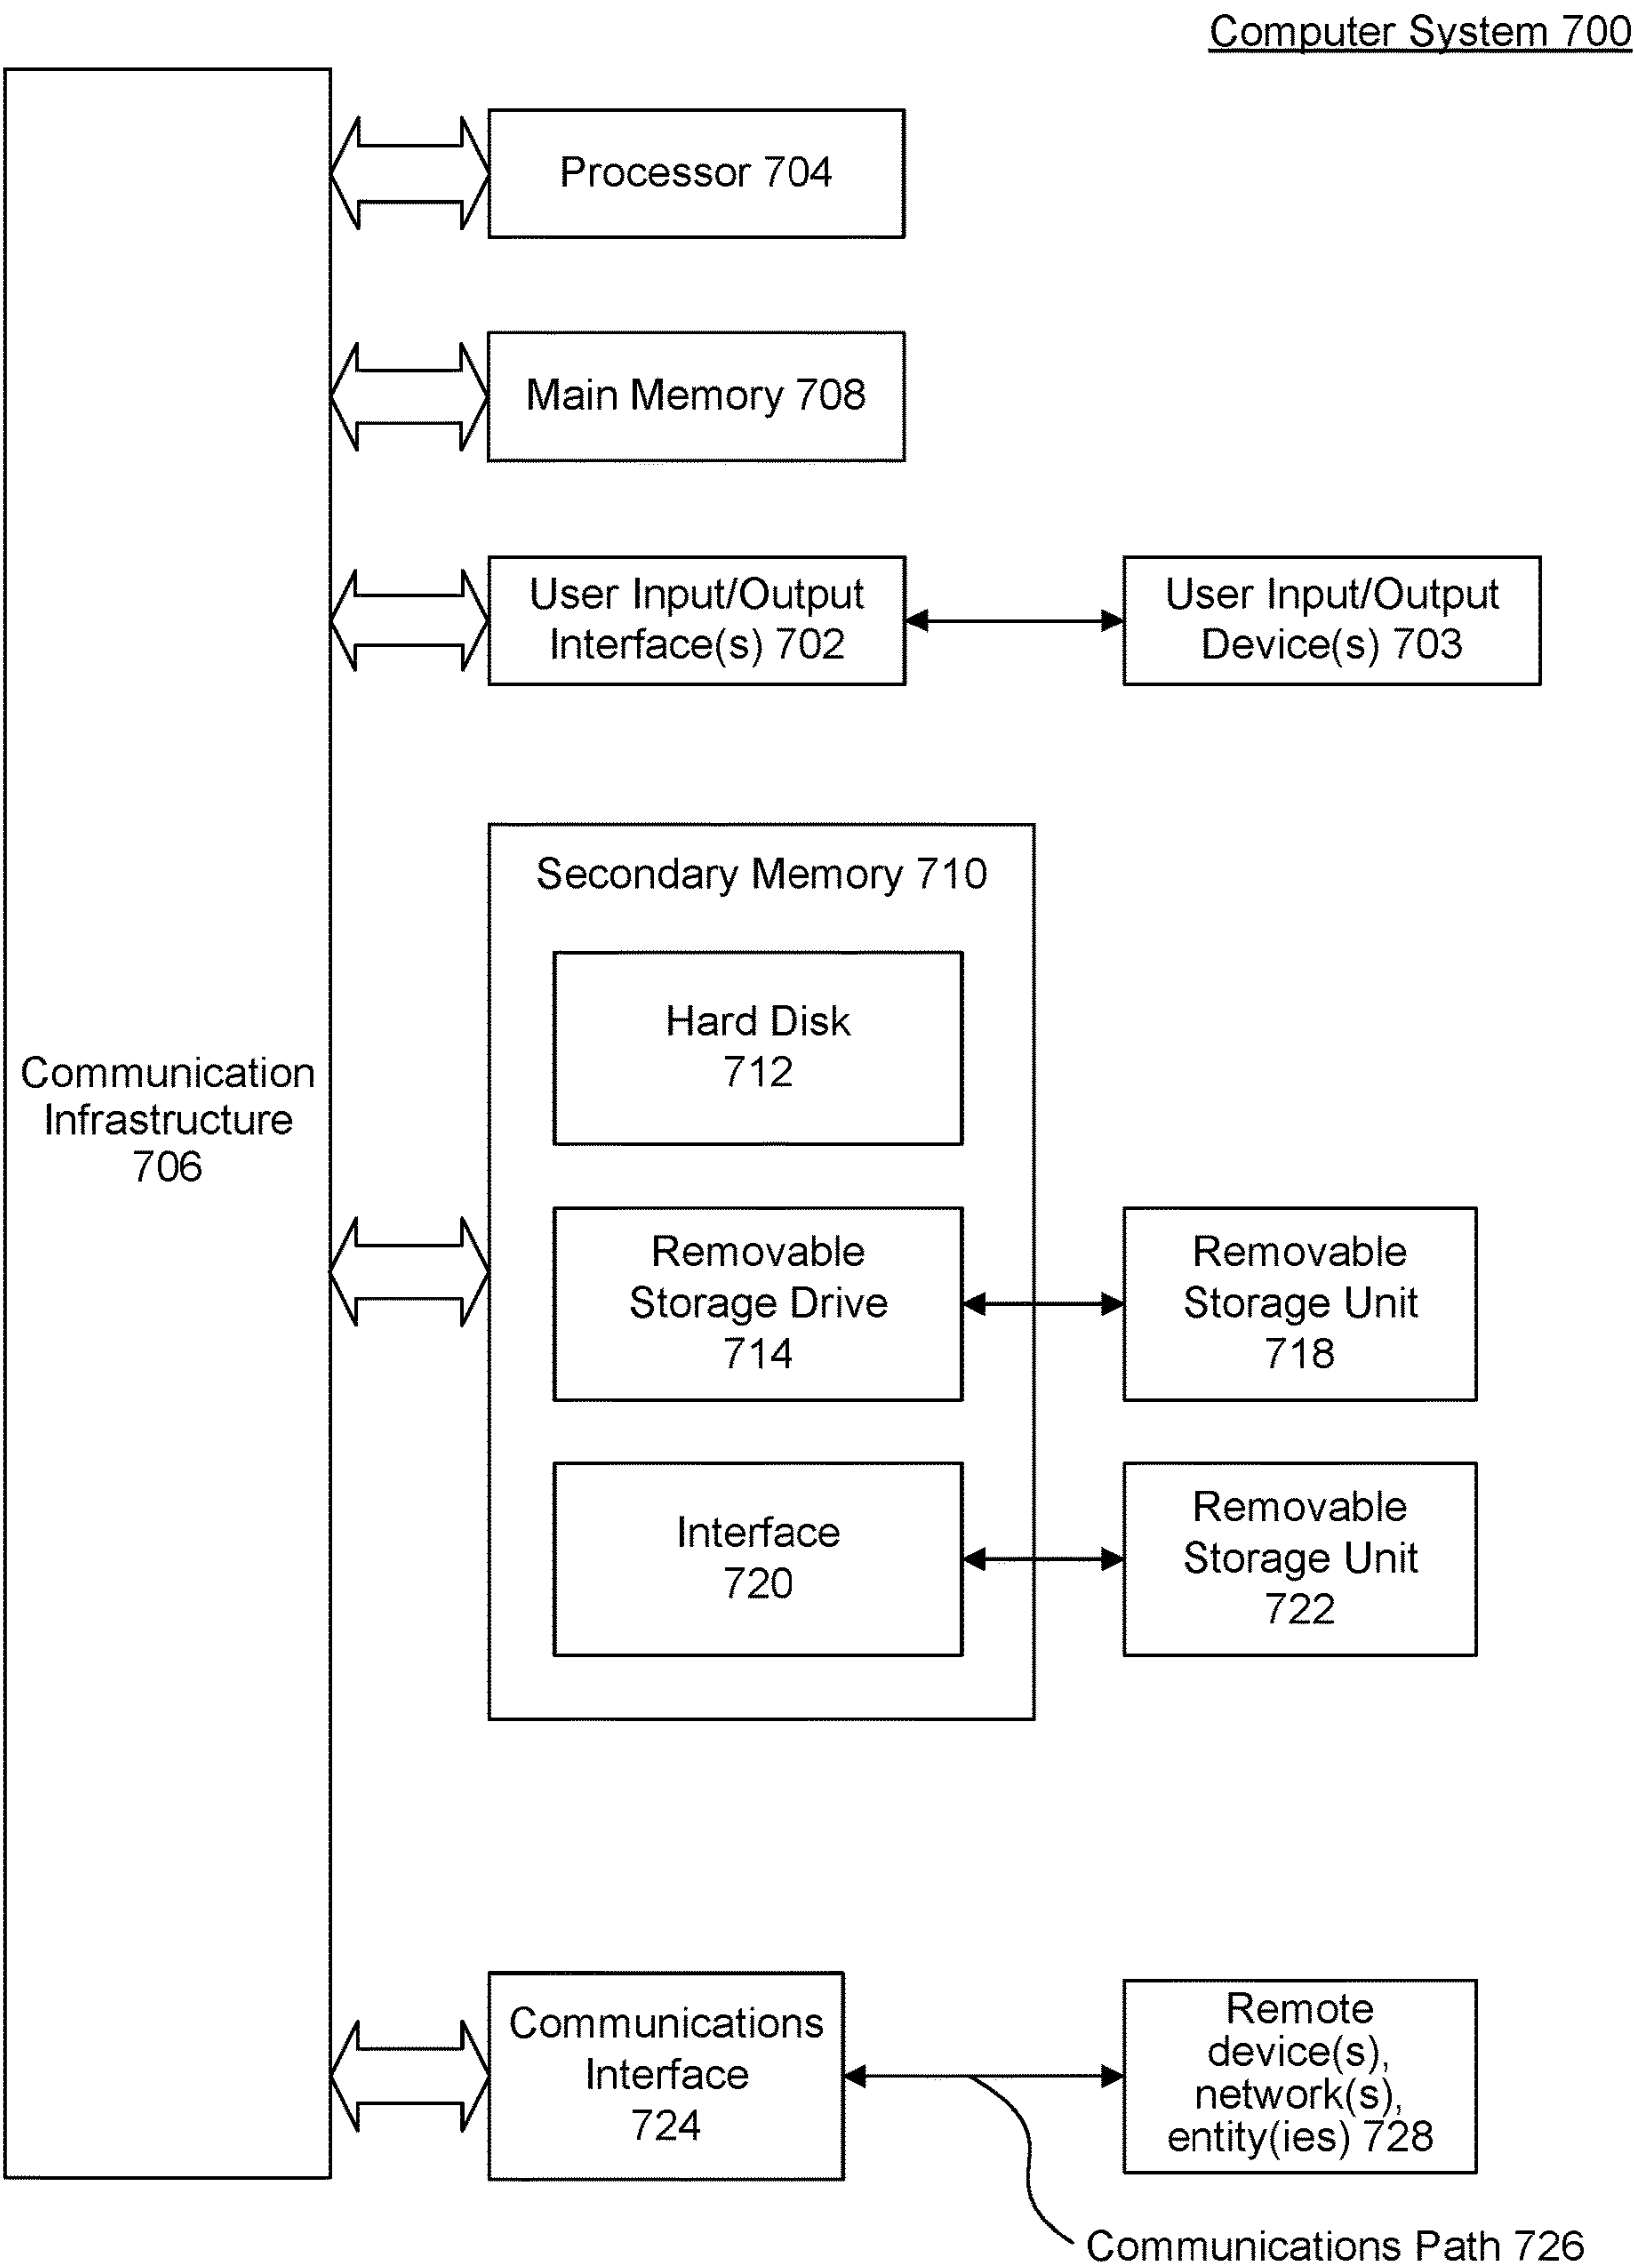 Computer System 700
Processor 704
Main Memory 708
User Input/Output
Interface(s) 702
User Input/Output
Device(s) 703
Secondary Memory 710
Hard Disk
712
Communication
Infrastructure
706
Removable
Storage Drive
714
Removable
Storage Unit
718
Interface
720
Removable
Storage Unit
722
Communications
Interface
724
Remote
device(s),
network(s),
entity(ies) 728
Communications Path 726